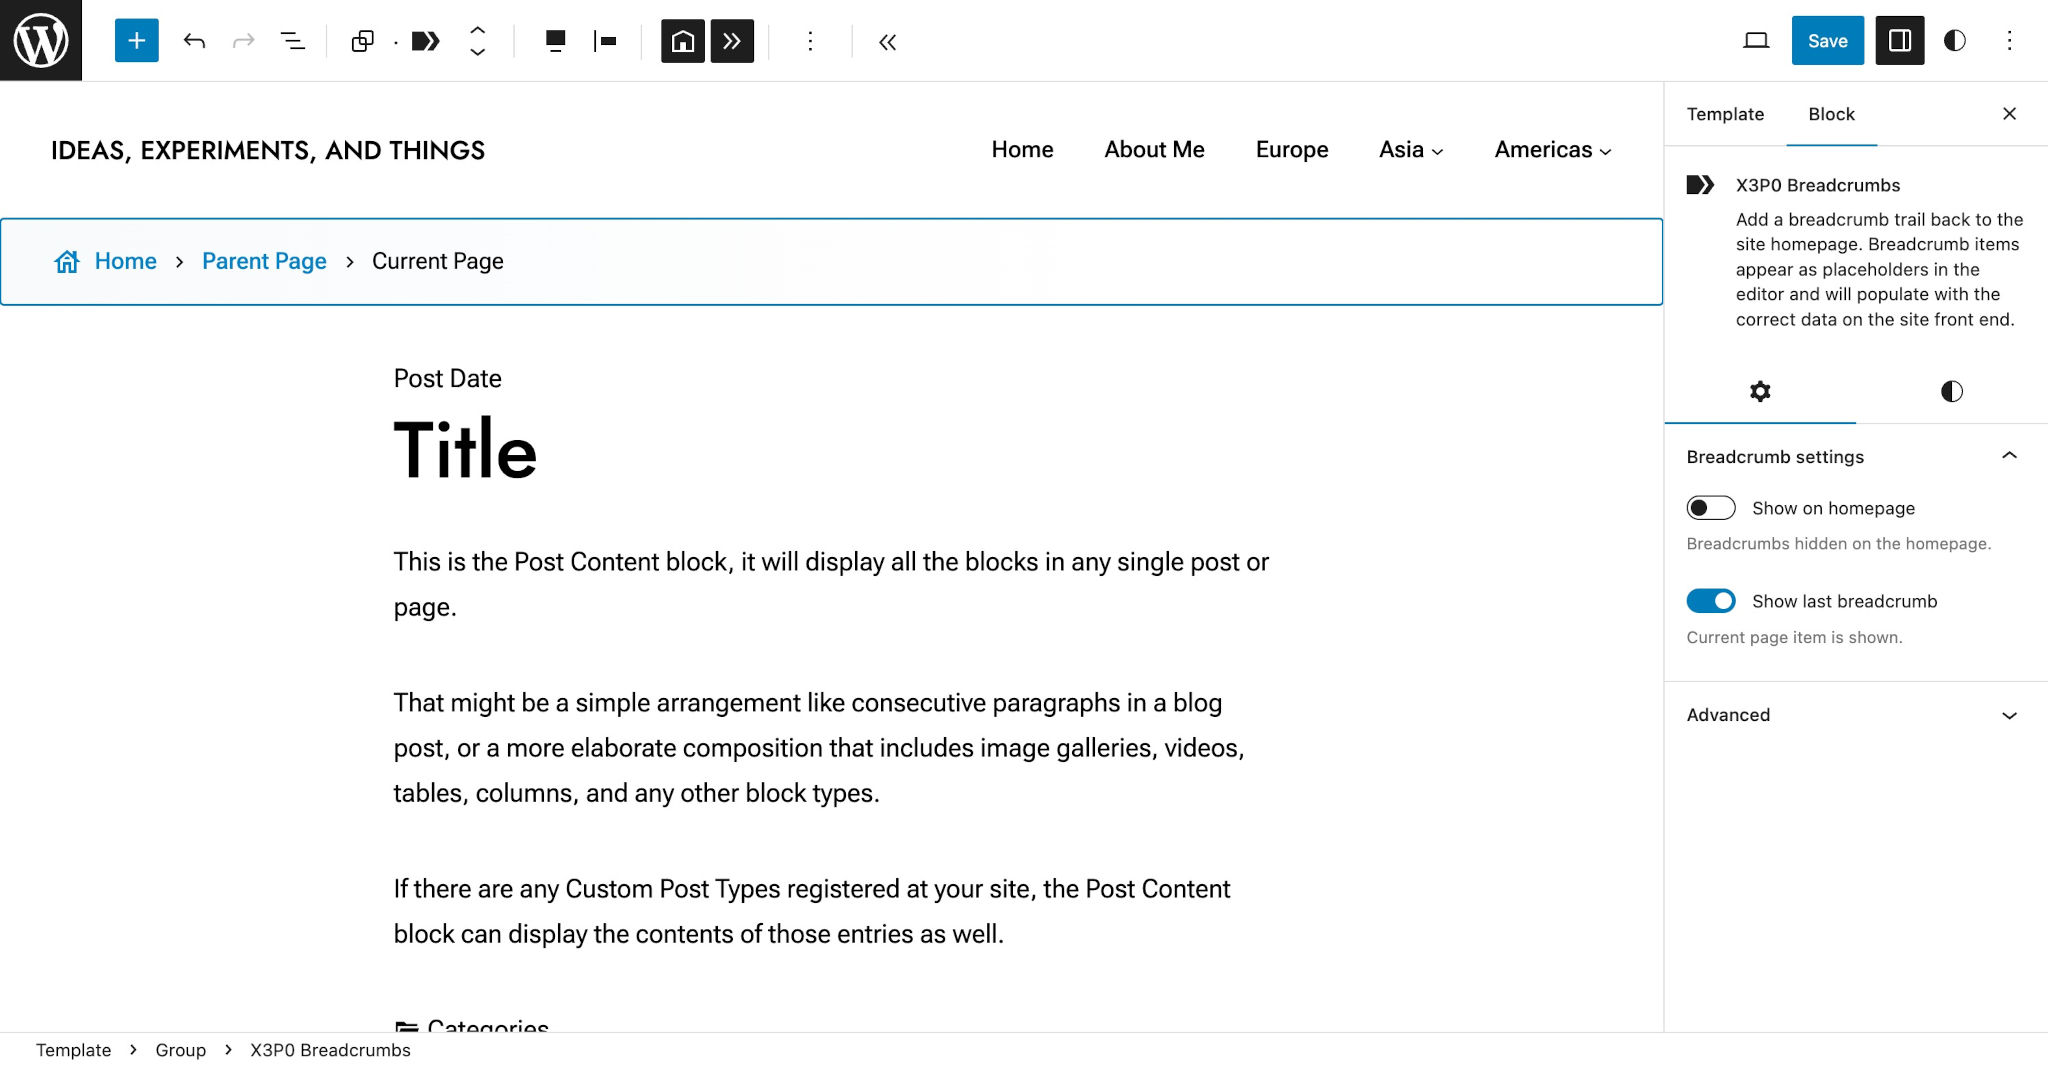 Save
IDEAS, EXPERIMENTS, AND THINGS
Home About Me Europe Asia Americas
Home › Parent Page › Current Page
Post Date
Title
This is the Post Content block, it will display all the blocks in any single post or
page.
That might be a simple arrangement like consecutive paragraphs in a blog
post, or a more elaborate composition that includes image galleries, videos,
tables, columns, and any other block types.
If there are any Custom Post Types registered at your site, the Post Content
block can display the contents of those entries as well.
Categories
Template Block
X3P0 Breadcrumbs
Add a breadcrumb trail back to the
site homepage. Breadcrumb items
appear as placeholders in the
editor and will populate with the
correct data on the site front end.
Breadcrumb settings
Show on homepage
Breadcrumbs hidden on the homepage.
Show last breadcrumb
Current page item is shown.
Advanced
Template › Group › X3P0 Breadcrumbs